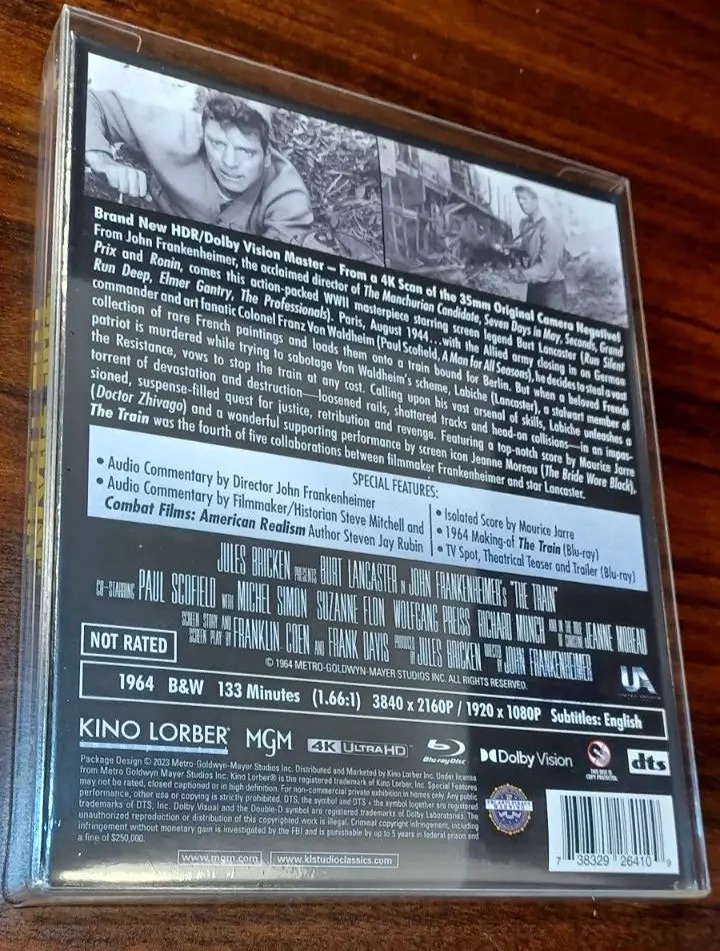 Brand New HDR/Dolby Vision Master – From a 4K Scan of the 35mm Original Camera Negative!
From John Frankenheimer, the acclaimed director of The Manchurian Candidate, Seven Days in May, Seconds, Grand
Prix and Ronin, comes this action-packed WWII masterpiece starring screen legend Burt Lancaster (Run Silent
Run Deep, Elmer Gantry, The Professionals). Paris, August 1944...with the Allied army closing in on German
commander and art fanatic Colonel Franz Von Waldheim (Paul Scofield, A Man for All Seasons), he decides to steal a vast
collection of rare French paintings and loads them onto a train bound for Berlin. But when a beloved French
patriot is murdered while trying to sabotage Von Waldheim's scheme, Labiche (Lancaster), a stalwart member of
the Resistance, vows to stop the train at any cost. Calling upon his vast arsenal of skills, Labiche unleashes a
torrent of devastation and destruction—loosened rails, shattered tracks and head-on collisions—in an impas-
sioned, suspense-filled quest for justice, retribution and revenge. Featuring a top-notch score by Maurice Jarre
(Doctor Zhivago) and a wonderful supporting performance by screen icon Jeanne Moreau (The Bride Wore Black),
The Train was the fourth of five collaborations between filmmaker Frankenheimer and star Lancaster.
SPECIAL FEATURES:
• Audio Commentary by Director John Frankenheimer
• Audio Commentary by Filmmaker/Historian Steve Mitchell and
Combat Films: American Realism Author Steven Jay Rubin
• Isolated Score by Maurice Jarre
• 1964 Making-of The Train (Blu-ray)
• TV Spot, Theatrical Teaser and Trailer (Blu-ray)
JULES BRICKEN PRESENTS BURT LANCASTER IN JOHN FRANKENHEIMER'S "THE TRAIN"
CO-STARRING PAUL SCOFIELD WITH MICHEL SIMON SUZANNE FLON WOLFGANG PREISS RICHARD MUNCH AND IN THE ROLE OF CHRISTINE JEANNE MOREAU
SCREEN STORY AND SCREEN PLAY BY FRANKLIN COEN AND FRANK DAVIS PRODUCED BY JULES BRICKEN DIRECTED BY JOHN FRANKENHEIMER
© 1964 METRO-GOLDWYN-MAYER STUDIOS INC. ALL RIGHTS RESERVED.
NOT RATED
UA
1964 B&W 133 Minutes (1.66:1) 3840 x 2160P / 1920 x 1080P Subtitles: English
KINO LORBER MGM 4K ULTRA HD Blu-ray Disc Dolby Vision THIS DISC IS COPY PROTECTED dts
Package Design © 2023 Metro-Goldwyn-Mayer Studios Inc. Distributed and Marketed by Kino Lorber Inc. Under license
from Metro Goldwyn Mayer Studios Inc. Kino Lorber® is the registered trademark of Kino Lorber, Inc. Special Features
may not be rated, closed captioned or in high definition. For non-commercial private exhibition in homes only. Any public
performance, other use or copying is strictly prohibited. DTS, the symbol and DTS + the symbol together are registered
trademarks of DTS, Inc. Dolby Visual and the Double-D symbol are registered trademarks of Dolby Laboratories. The
unauthorized reproduction or distribution of this copyrighted work is illegal. Criminal copyright infringement, including
infringement without monetary gain is investigated by the FBI and is punishable by up to 5 years in federal prison and
a fine of $250,000.
www.mgm.com www.klstudioclassics.com
7 38329 26410 9